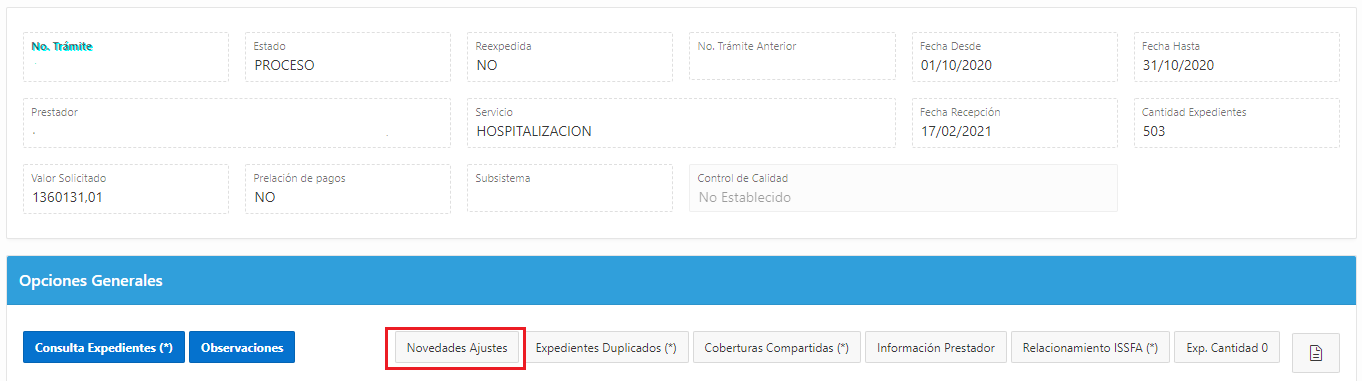 No. Trámite
Estado
PROCESO
Reexpedida
NO
No. Trámite Anterior
Fecha Desde
01/10/2020
Fecha Hasta
31/10/2020
Prestador
Servicio
HOSPITALIZACION
Fecha Recepción
17/02/2021
Cantidad Expedientes
503
Valor Solicitado
1360131,01
Prelación de pagos
NO
Subsistema
Control de Calidad
No Establecido
Opciones Generales
Consulta Expedientes (*)
Observaciones
Novedades Ajustes
Expedientes Duplicados (*)
Coberturas Compartidas (*)
Información Prestador
Relacionamiento ISSFA (*)
Exp. Cantidad 0